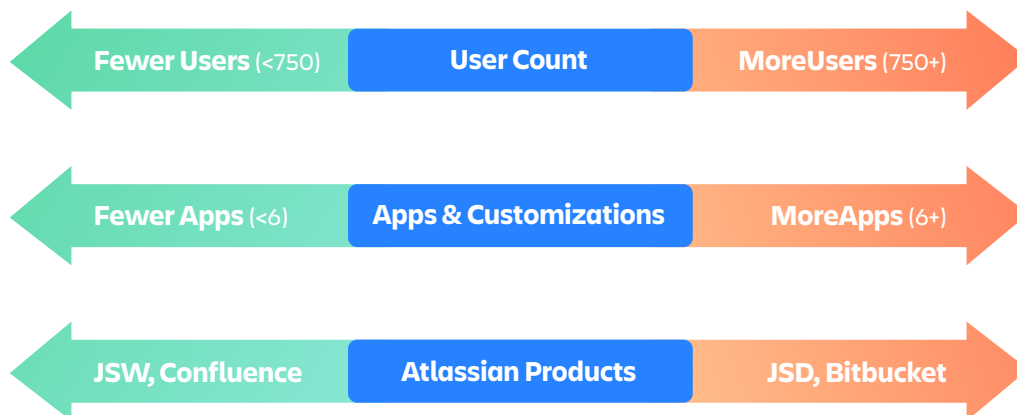 Fewer Users (<750) User Count MoreUsers (750+)
Fewer Apps (<6) Apps & Customizations MoreApps (6+)
JSW, Confluence Atlassian Products JSD, Bitbucket